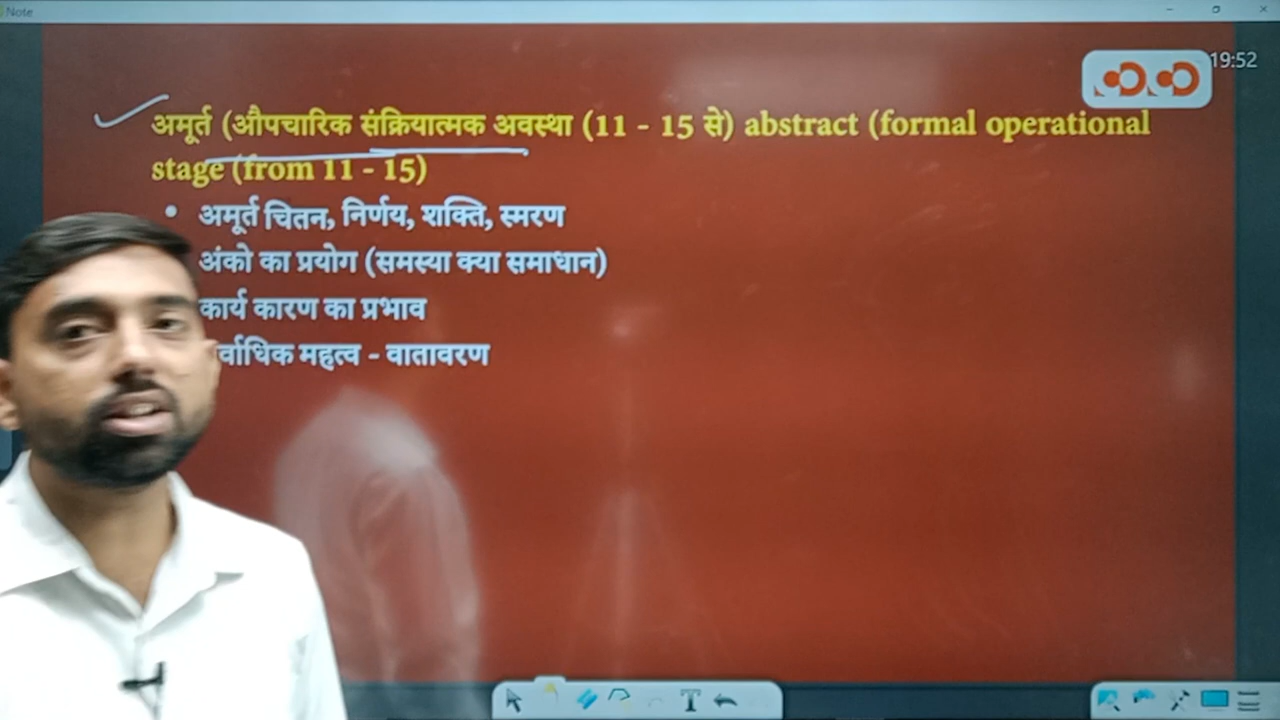 Note
19:52
अमूर्त (औपचारिक संक्रियात्मक अवस्था (11 - 15 से) abstract (formal operational
stage (from 11 - 15)
• अमूर्त चिंतन, निर्णय, शक्ति, स्मरण
अंको का प्रयोग (समस्या क्या समाधान)
कार्य कारण का प्रभाव
र्वाधिक महत्व - वातावरण